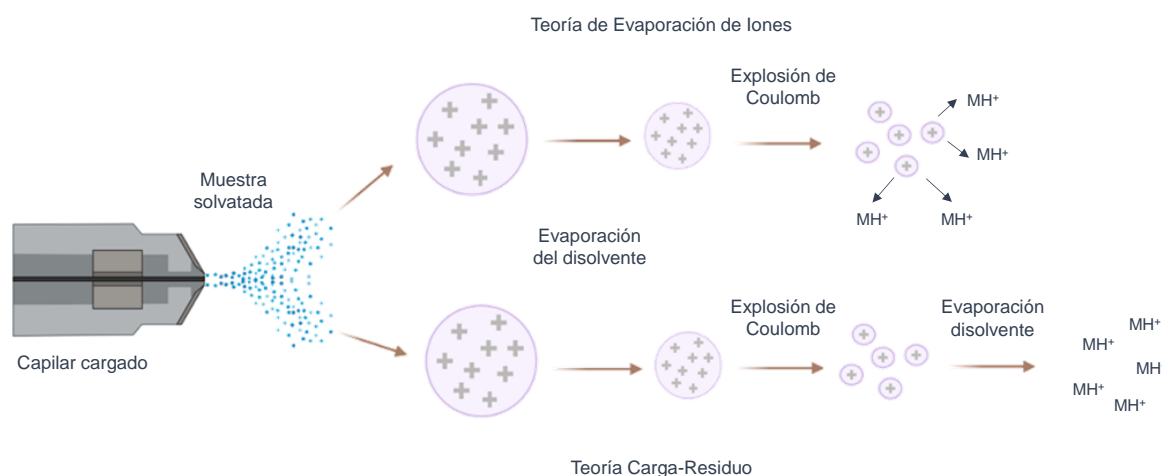 Teoría de Evaporación de Iones
Explosión de
Coulomb
MH⁺
MH⁺
MH⁺
MH⁺
Muestra
solvatada
Evaporación
del disolvente
Capilar cargado
Explosión de
Coulomb
Evaporación
disolvente
MH⁺
MH⁺
MH
MH⁺
MH⁺
Teoría Carga-Residuo